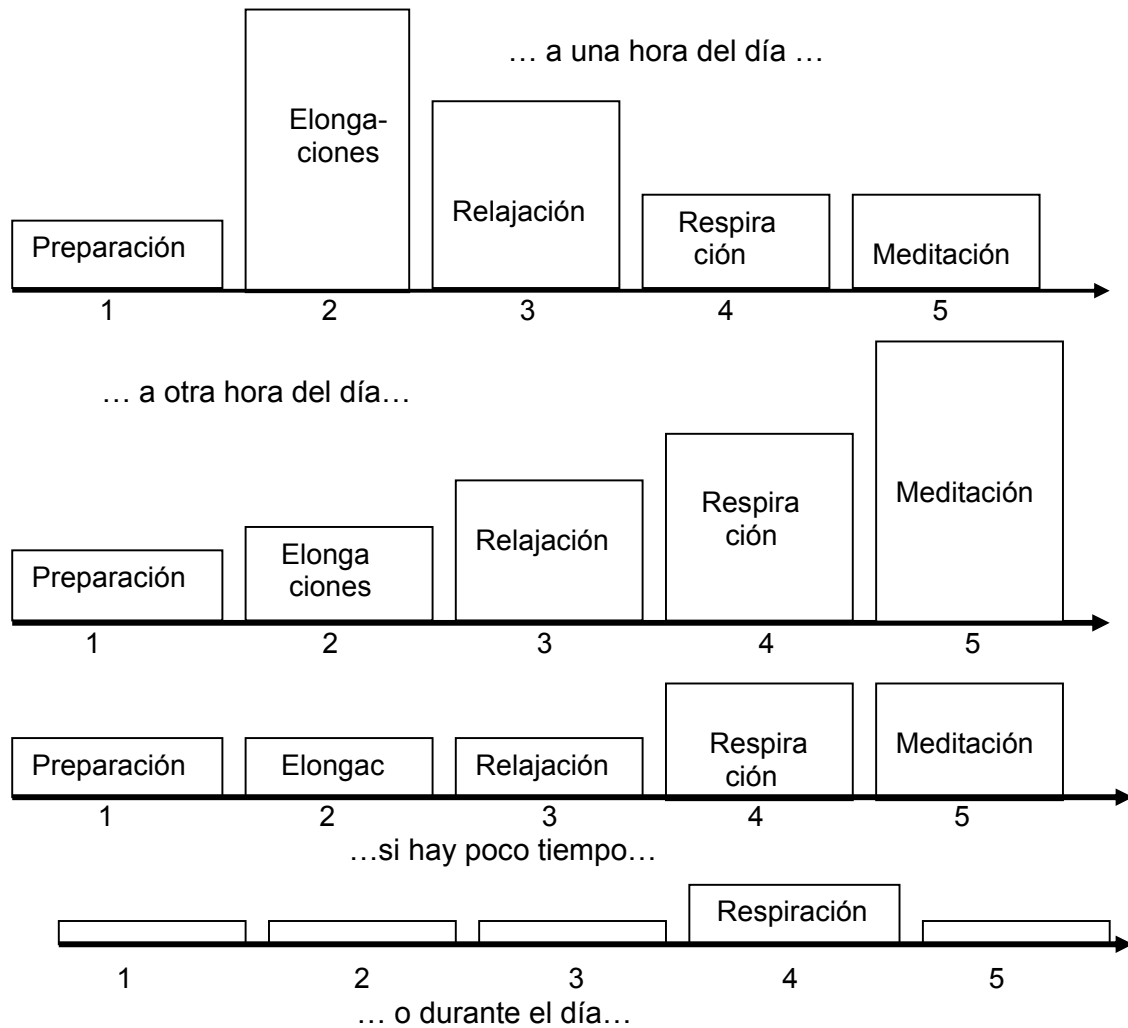 … a una hora del día …
Elonga-
ciones
Relajación
Respira
ción
Preparación
Meditación
1 2 3 4 5
… a otra hora del día…
Preparación
Elonga
ciones
Relajación
Respira
ción
Meditación
1 2 3 4 5
Preparación
Elongac
Relajación
Respira
ción
Meditación
1 2 3 4 5
…si hay poco tiempo…
Respiración
1 2 3 4 5
… o durante el día…